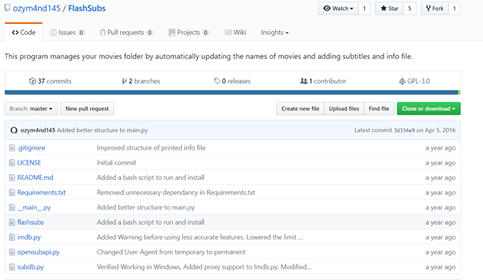 ozym4nd145 / FlashSubs
Watch 1 Star 5 Fork 1
Code Issues 0 Pull requests 0 Projects 0 Wiki Insights
This program manages your movies folder by automatically updating the names of movies and adding subtitles and info file.
37 commits 2 branches 0 releases 1 contributor GPL-3.0
Branch: master New pull request Create new file Upload files Find file Clone or download
ozym4nd145 Added better structure to main.py Latest commit 3d334e9 on Apr 5, 2016
.gitignore Improved structure of printed info file a year ago
LICENSE Initial commit a year ago
README.md Added a bash script to run and install a year ago
Requirements.txt Removed unnecessary dependancy in Requirements.txt a year ago
__main__.py Added better structure to main.py a year ago
flashsubs Added a bash script to run and install a year ago
imdb.py Added Warning before using less accurate features. Lowered the limit ... a year ago
opensubapi.py Changed User-Agent from temporary to permanent a year ago
subdb.py Verified Working in Windows, Added proxy support to Imdb.py, Modified... a year ago